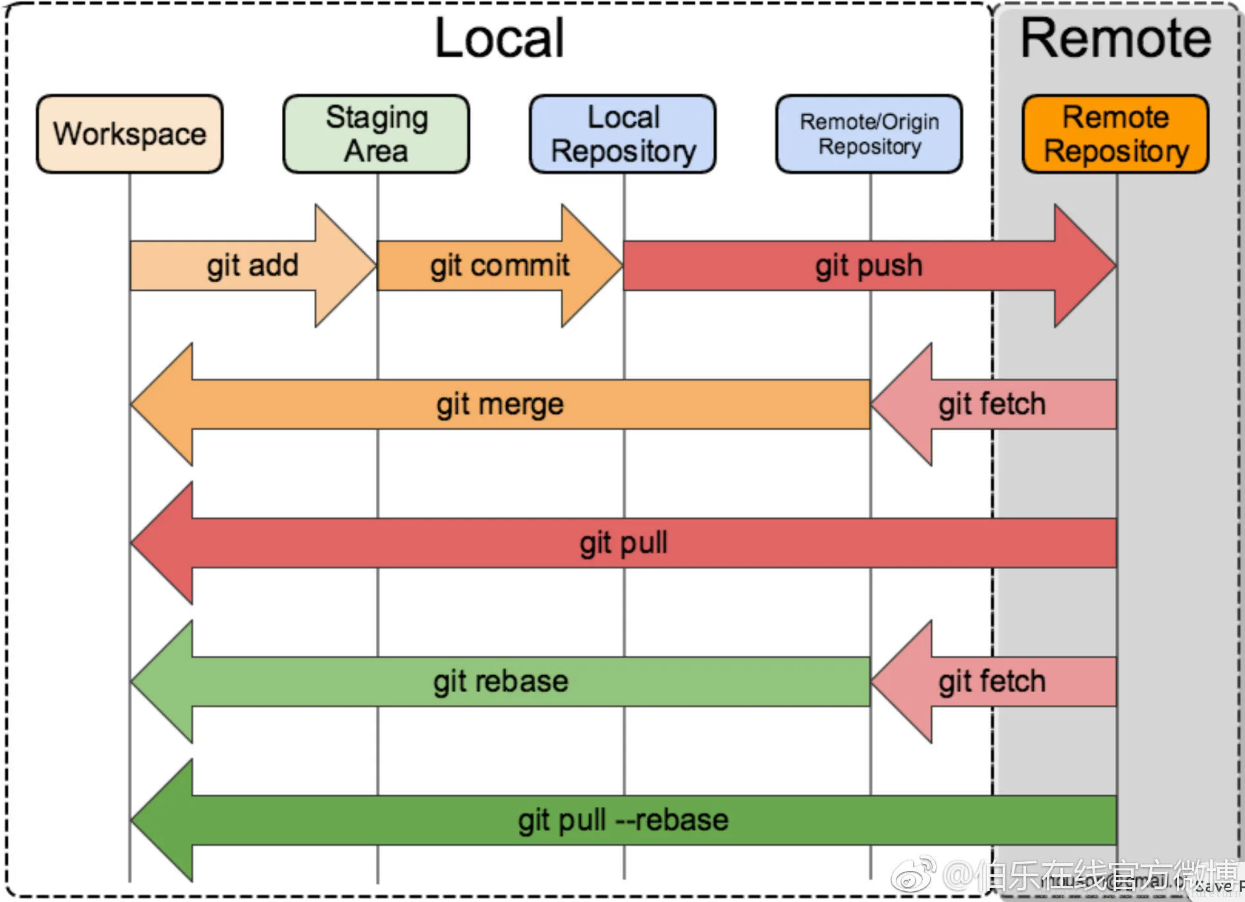 Local
Remote
Workspace
Staging
Area
Local
Repository
Remote/Origin
Repository
Remote
Repository
git add
git commit
git push
git merge
git fetch
git pull
git rebase
git fetch
git pull --rebase
@伯乐在线官方微博